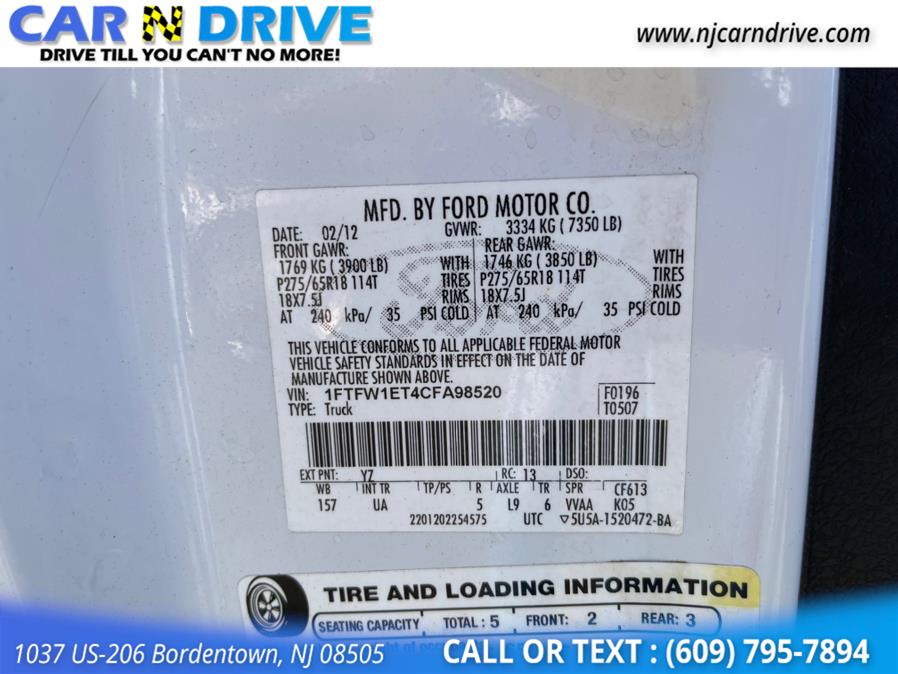 CAR N DRIVE
DRIVE TILL YOU CAN'T NO MORE!
www.njcarndrive.com
MFD. BY FORD MOTOR CO.
DATE: 02/12 GVWR: 3334 KG ( 7350 LB)
FRONT GAWR: REAR GAWR:
1769 KG ( 3900 LB) WITH 1746 KG ( 3850 LB) WITH
P275/65R18 114T TIRES P275/65R18 114T TIRES
18X7.5J RIMS 18X7.5J RIMS
AT 240 kPa/ 35 PSI COLD AT 240 kPa/ 35 PSI COLD
Ford
THIS VEHICLE CONFORMS TO ALL APPLICABLE FEDERAL MOTOR
VEHICLE SAFETY STANDARDS IN EFFECT ON THE DATE OF
MANUFACTURE SHOWN ABOVE.
VIN: 1FTFW1ET4CFA98520 F0196
TYPE: Truck T0507
EXT PNT: YZ RC: 13 DSO:
WB INT TR TP/PS R AXLE TR SPR CF613
157 UA 5 L9 6 VVAA K05
2201202254575 UTC ▽5U5A-1520472-BA
TIRE AND LOADING INFORMATION
SEATING CAPACITY TOTAL : 5 FRONT: 2 REAR: 3
1037 US-206 Bordentown, NJ 08505
CALL OR TEXT : (609) 795-7894